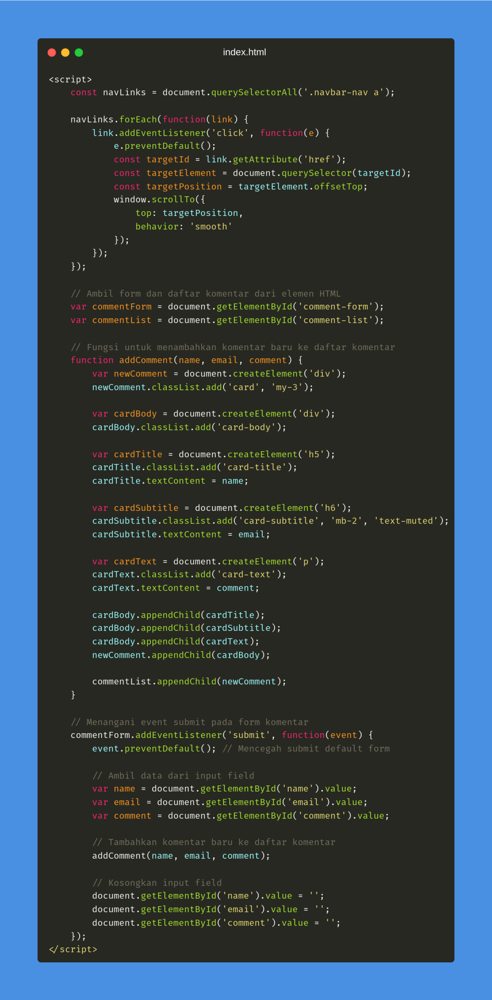 index.html
<script>
    const navLinks = document.querySelectorAll('.navbar-nav a');

    navLinks.forEach(function(link) {
        link.addEventListener('click', function(e) {
            e.preventDefault();
            const targetId = link.getAttribute('href');
            const targetElement = document.querySelector(targetId);
            const targetPosition = targetElement.offsetTop;
            window.scrollTo({
                top: targetPosition,
                behavior: 'smooth'
            });
        });
    });

    // Ambil form dan daftar komentar dari elemen HTML
    var commentForm = document.getElementById('comment-form');
    var commentList = document.getElementById('comment-list');

    // Fungsi untuk menambahkan komentar baru ke daftar komentar
    function addComment(name, email, comment) {
        var newComment = document.createElement('div');
        newComment.classList.add('card', 'my-3');

        var cardBody = document.createElement('div');
        cardBody.classList.add('card-body');

        var cardTitle = document.createElement('h5');
        cardTitle.classList.add('card-title');
        cardTitle.textContent = name;

        var cardSubtitle = document.createElement('h6');
        cardSubtitle.classList.add('card-subtitle', 'mb-2', 'text-muted');
        cardSubtitle.textContent = email;

        var cardText = document.createElement('p');
        cardText.classList.add('card-text');
        cardText.textContent = comment;

        cardBody.appendChild(cardTitle);
        cardBody.appendChild(cardSubtitle);
        cardBody.appendChild(cardText);
        newComment.appendChild(cardBody);

        commentList.appendChild(newComment);
    }

    // Menangani event submit pada form komentar
    commentForm.addEventListener('submit', function(event) {
        event.preventDefault(); // Mencegah submit default form

        // Ambil data dari input field
        var name = document.getElementById('name').value;
        var email = document.getElementById('email').value;
        var comment = document.getElementById('comment').value;

        // Tambahkan komentar baru ke daftar komentar
        addComment(name, email, comment);

        // Kosongkan input field
        document.getElementById('name').value = '';
        document.getElementById('email').value = '';
        document.getElementById('comment').value = '';
    });
</script>